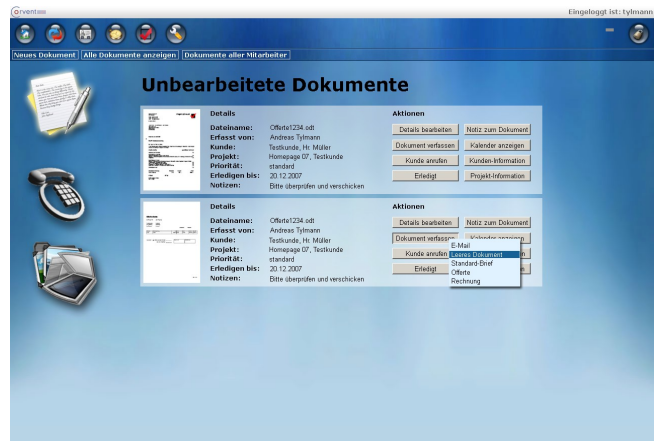 orvent
Eingeloggt ist: tylmann
Neues Dokument Alle Dokumente anzeigen Dokumente aller Mitarbeiter
Unbearbeitete Dokumente
Details
Aktionen
Dateiname: Offerte1234.odt
Erfasst von: Andreas Tylmann
Kunde: Testkunde, Hr. Müller
Projekt: Homepage 07, Testkunde
Priorität: standard
Erledigen bis: 20.12.2007
Notizen: Bitte überprüfen und verschicken
Details bearbeiten Notiz zum Dokument
Dokument verfassen Kalender anzeigen
Kunde anrufen Kunden-Information
Erledigt Projekt-Information
Details
Aktionen
Dateiname: Offerte1234.odt
Erfasst von: Andreas Tylmann
Kunde: Testkunde, Hr. Müller
Projekt: Homepage 07, Testkunde
Priorität: standard
Erledigen bis: 20.12.2007
Notizen: Bitte überprüfen und verschicken
Details bearbeiten Notiz zum Dokument
Dokument verfassen Kalender anzeigen
Kunde anrufen
Erledigt
E-Mail
Leeres Dokument
Standard-Brief
Offerte
Rechnung